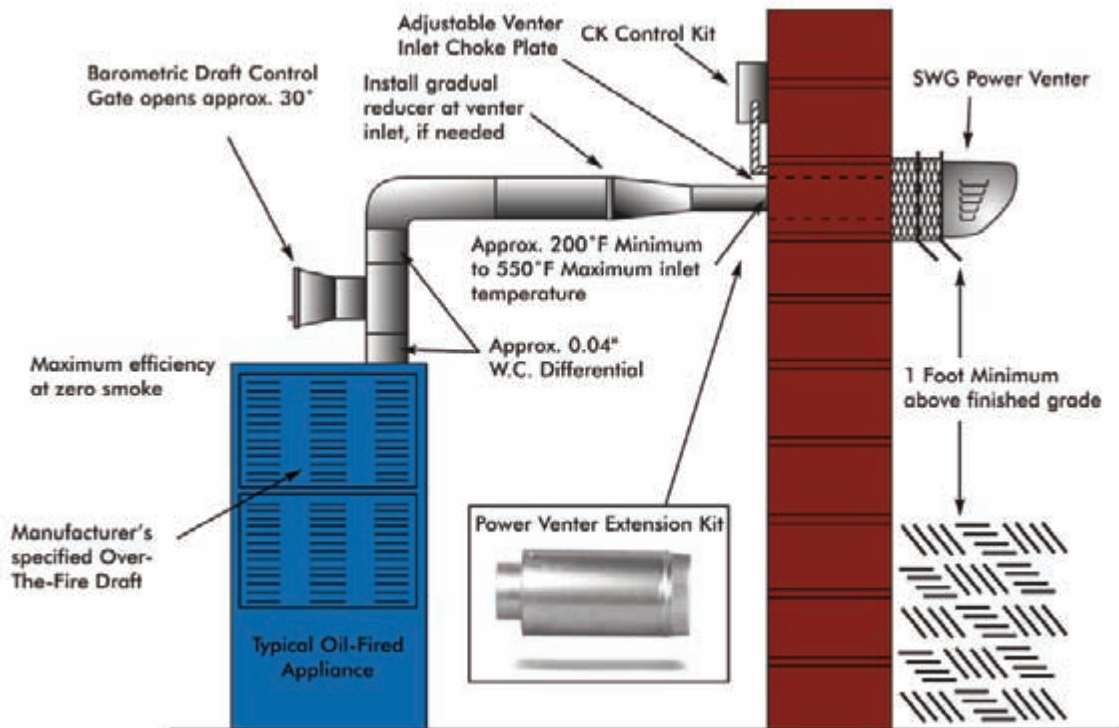 Adjustable Venter
Inlet Choke Plate
CK Control Kit
Barometric Draft Control
Gate opens approx. 30°
SWG Power Venter
Install gradual
reducer at venter
inlet, if needed
Approx. 200°F Minimum
to 550°F Maximum inlet
temperature
Approx. 0.04"
W.C. Differential
Maximum efficiency
at zero smoke
1 Foot Minimum
above finished grade
Manufacturer's
specified Over-
The-Fire Draft
Power Venter Extension Kit
Typical Oil-Fired
Appliance